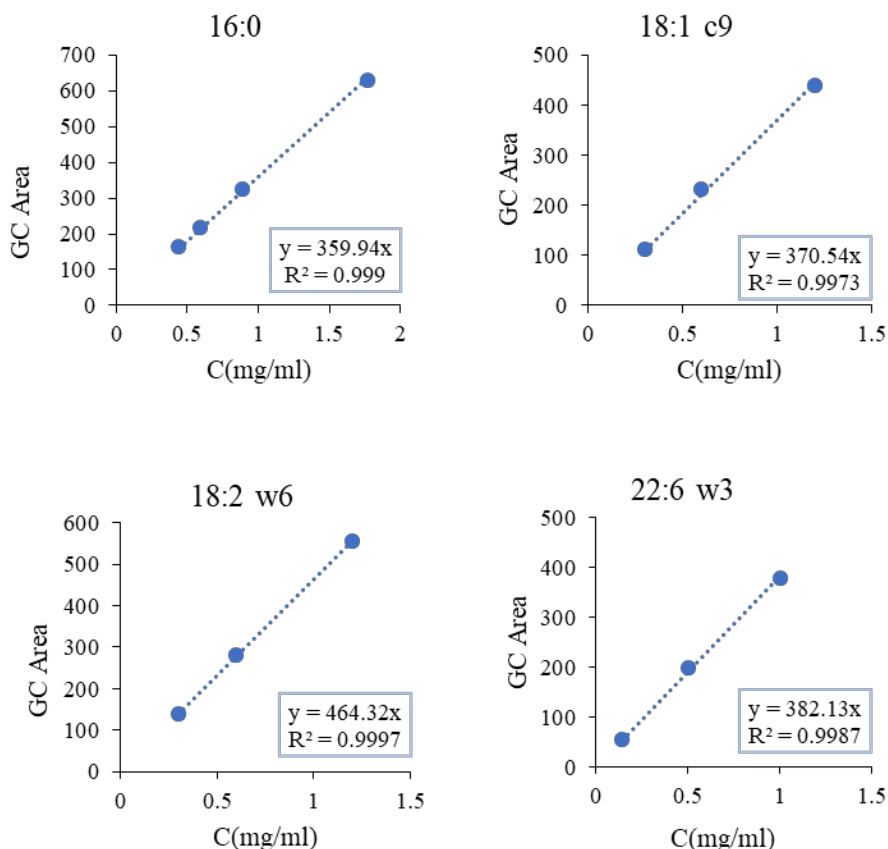 16:0
700
600
500
400
300
200
100
0
GC Area
y = 359.94x
R² = 0.999
0 0.5 1 1.5 2
C(mg/ml)
18:1 c9
500
400
300
200
100
0
GC Area
y = 370.54x
R² = 0.9973
0 0.5 1 1.5
C(mg/ml)
18:2 w6
600
500
400
300
200
100
0
GC Area
y = 464.32x
R² = 0.9997
0 0.5 1 1.5
C(mg/ml)
22:6 w3
500
400
300
200
100
0
GC Area
y = 382.13x
R² = 0.9987
0 0.5 1 1.5
C(mg/ml)